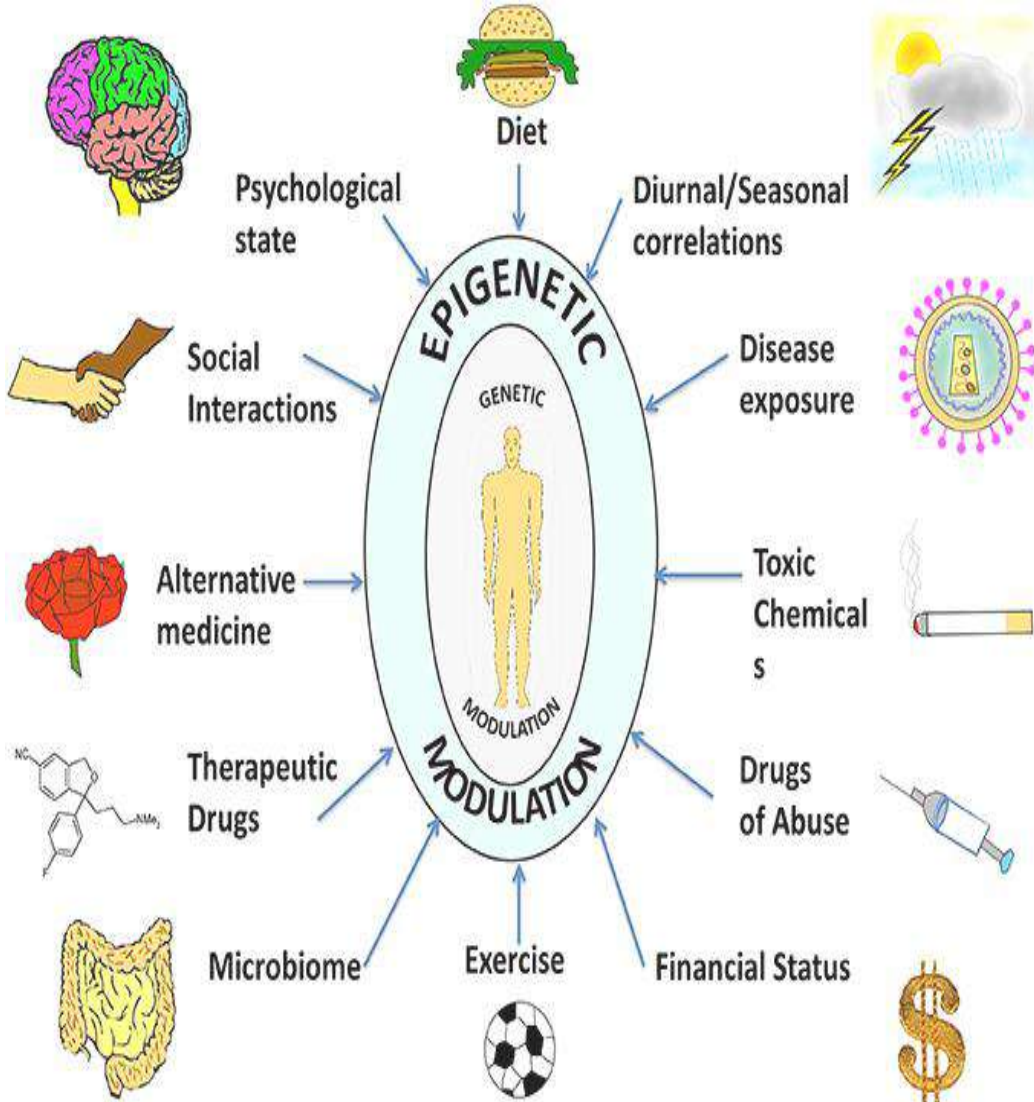 Diet
Psychological
state
Diurnal/Seasonal
correlations
EPIGENETIC
Social
Interactions
Disease
exposure
GENETIC
Alternative
medicine
Toxic
Chemical
s
MODULATION
Therapeutic
Drugs
Drugs
of Abuse
MODULATION
NC
O
NMe2
F
Microbiome
Exercise
Financial Status
$